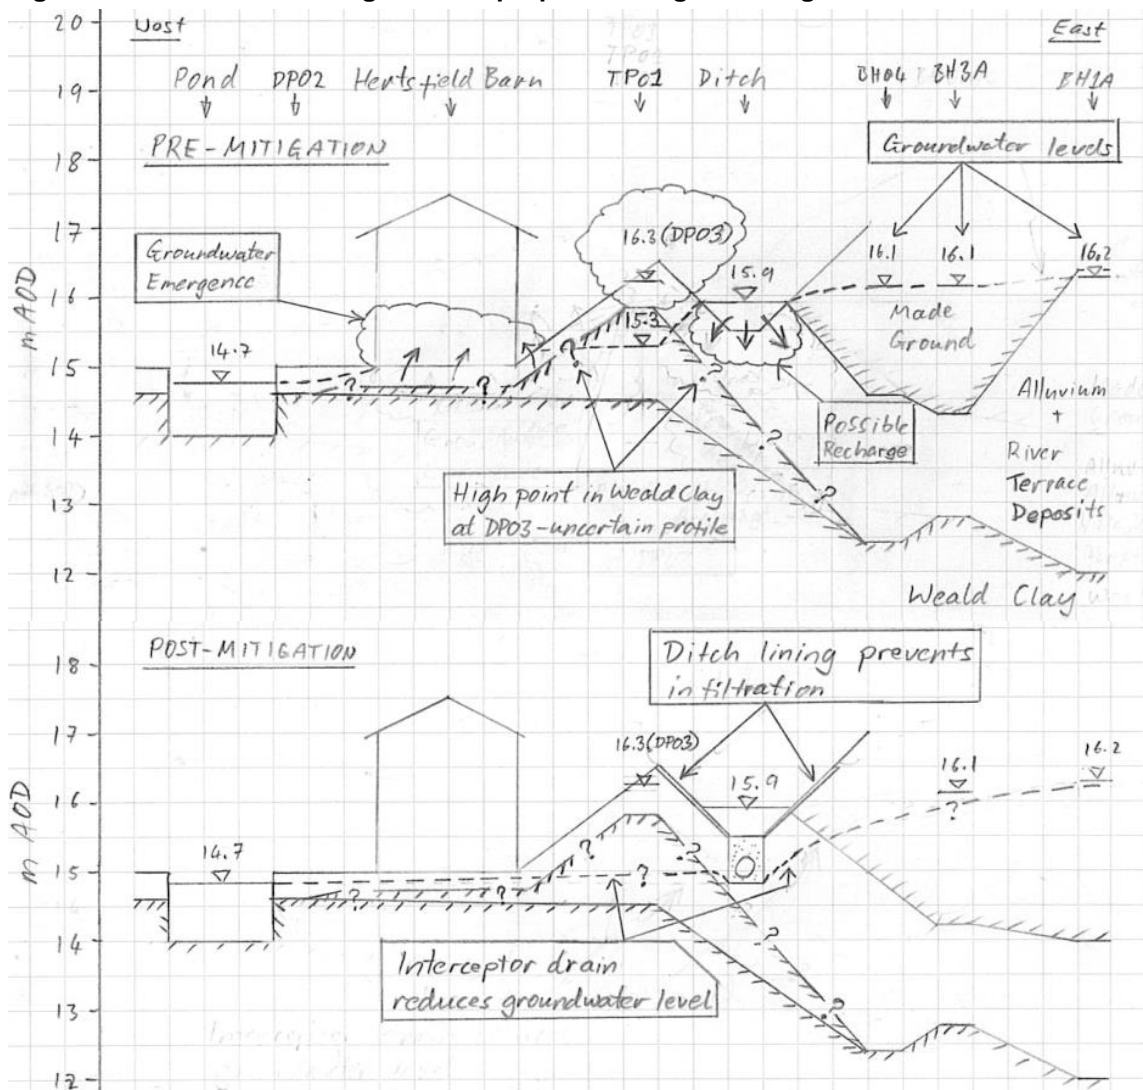 20
West
East
Pond DP02 Hertsfield Barn TP01 Ditch BH04 BH3A BH1A
19
PRE-MITIGATION
18
Groundwater levels
17
16.3 (DP03)
16.1 16.1 16.2
Groundwater
Emergence
15.9
16
Made
Ground
15.3
14.7
15
?
?
?
?
Alluvium
+
River
Terrace
Deposits
Possible
Recharge
14
?
High point in Weald Clay
at DP03-uncertain profile
?
13
12
Weald Clay
mAOD
POST-MITIGATION
18
Ditch lining prevents
infiltration
17
16.3 (DP03)
15.9
16.1
16.2
16
?
14.7
15
?
?
?
?
?
14
?
Interceptor drain
reduces groundwater level
13
?
12
m AOD